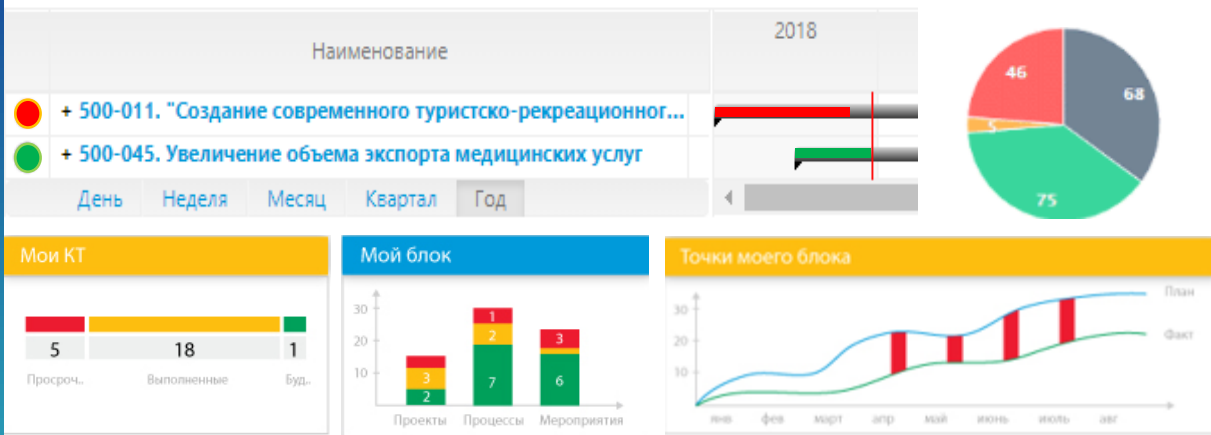 Наименование
2018
+ 500-011. "Создание современного туристско-рекреационног...
+ 500-045. Увеличение объема экспорта медицинских услуг
День Неделя Месяц Квартал Год
46
68
5
75
Мои КТ
5 18 1
Просроч.. Выполненные Буд..
Мой блок
30
20
10
1
2
7
3
6
3
2
Проекты Процессы Мероприятия
Точки моего блока
30
20
10
План
Факт
янв фев март апр май июнь июль авг